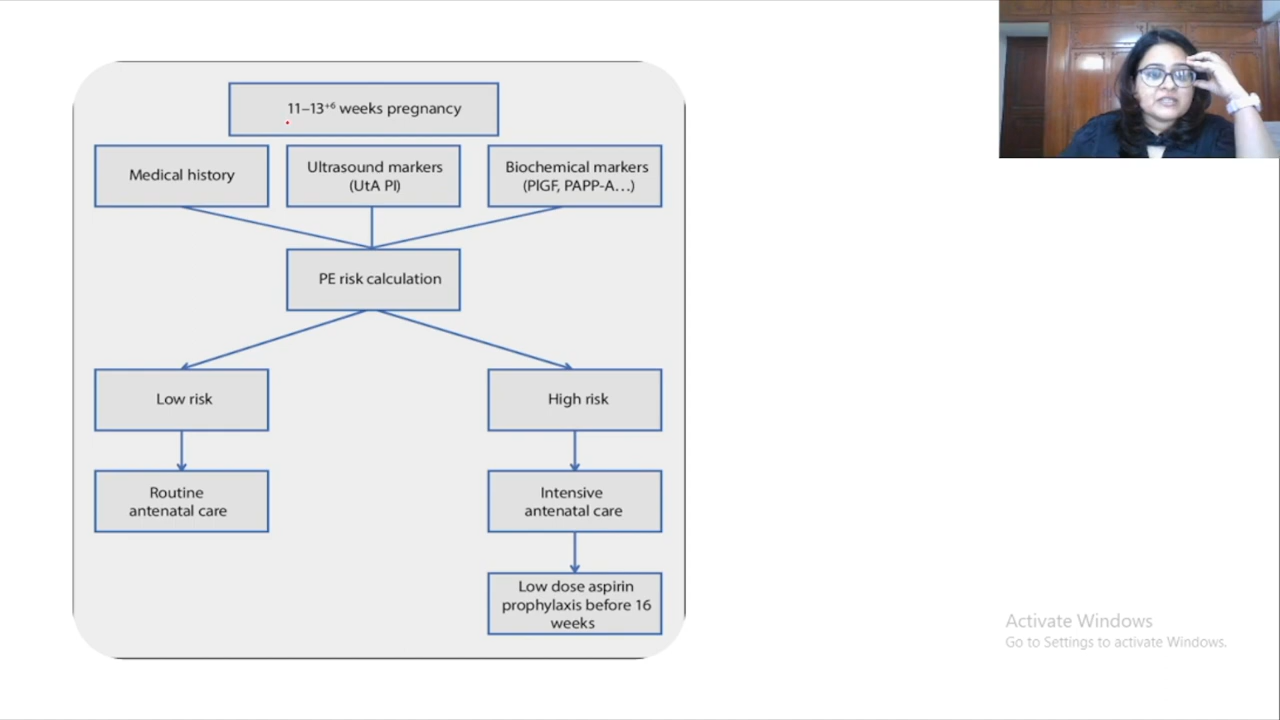 11–13⁺⁶ weeks pregnancy
Medical history
Ultrasound markers
(UtA PI)
Biochemical markers
(PlGF, PAPP-A…)
PE risk calculation
Low risk
High risk
Routine
antenatal care
Intensive
antenatal care
Low dose aspirin
prophylaxis before 16
weeks
Activate Windows
Go to Settings to activate Windows.